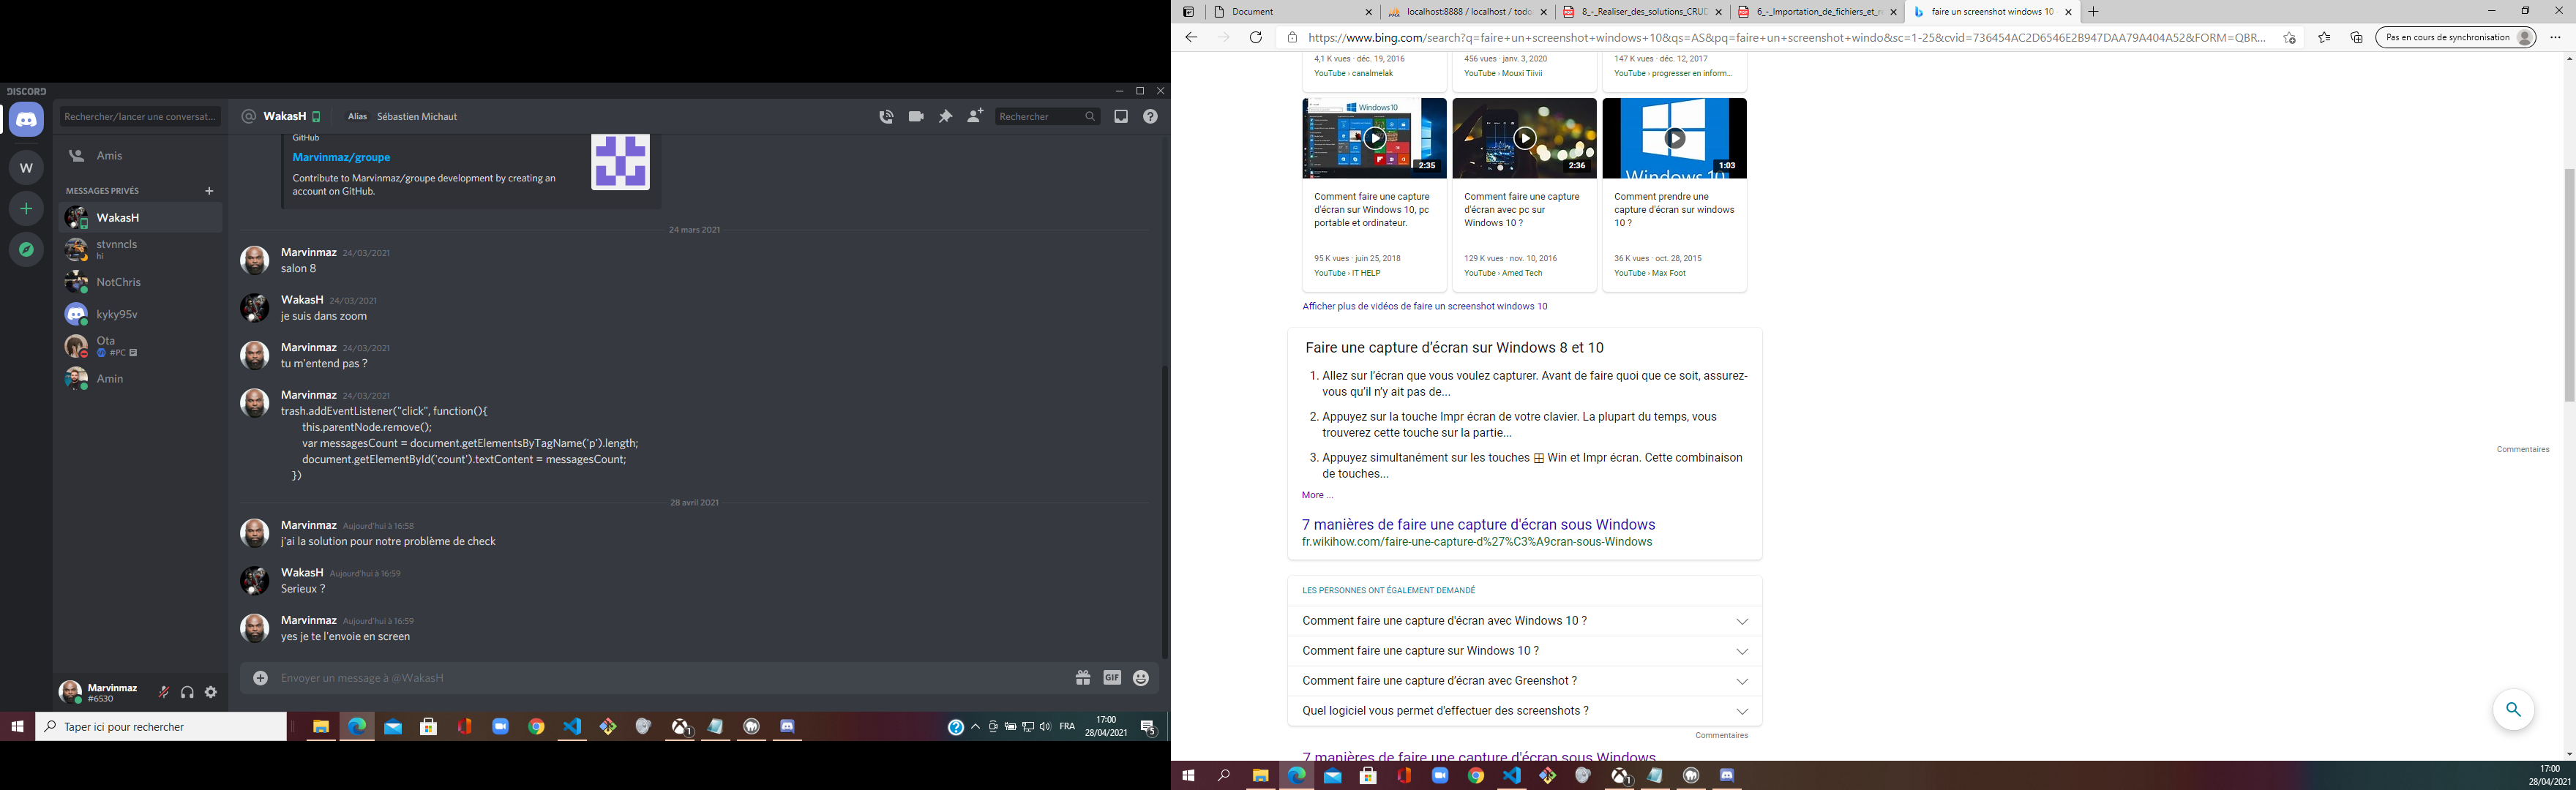 DISCORD
Rechercher/lancer une conversat...
Amis
MESSAGES PRIVÉS
W
WakasH
stvnncls
hi
NotChris
kyky95v
Ota
#PC
Amin
Marvinmaz
#6530
WakasH
Alias
Sébastien Michaut
Rechercher
GitHub
Marvinmaz/groupe
Contribute to Marvinmaz/groupe development by creating an
account on GitHub.
24 mars 2021
Marvinmaz 24/03/2021
salon 8
WakasH 24/03/2021
je suis dans zoom
Marvinmaz 24/03/2021
tu m'entend pas ?
Marvinmaz 24/03/2021
trash.addEventListener("click", function(){
this.parentNode.remove();
var messagesCount = document.getElementsByTagName('p').length;
document.getElementById('count').textContent = messagesCount;
})
28 avril 2021
Marvinmaz Aujourd'hui à 16:58
j'ai la solution pour notre problème de check
WakasH Aujourd'hui à 16:59
Serieux ?
Marvinmaz Aujourd'hui à 16:59
yes je te l'envoie en screen
Envoyer un message à @WakasH
GIF
Taper ici pour rechercher
1
FRA
17:00
28/04/2021
5
Document
localhost:8888 / localhost / todo
8_-_Realiser_des_solutions_CRUD
6_-_Importation_de_fichiers_et_r
faire un screenshot windows 10
https://www.bing.com/search?q=faire+un+screenshot+windows+10&qs=AS&pq=faire+un+screenshot+windo&sc=1-25&cvid=736454AC2D6546E2B947DAA79A404A52&FORM=QBR...
Pas en cours de synchronisation
4,1 K vues · déc. 19, 2016
YouTube › canalmelak
456 vues · janv. 3, 2020
YouTube › Mouxi Tiivii
147 K vues · déc. 12, 2017
YouTube › progresser en inform...
Windows10
2:35
2:36
Windows 10
1:03
Comment faire une capture
d'écran sur Windows 10, pc
portable et ordinateur.
95 K vues · juin 25, 2018
YouTube › IT HELP
Comment faire une capture
d'écran avec pc sur
Windows 10 ?
129 K vues · nov. 10, 2016
YouTube › Amed Tech
Comment prendre une
capture d'écran sur windows
10 ?
36 K vues · oct. 28, 2015
YouTube › Max Foot
Afficher plus de vidéos de faire un screenshot windows 10
Faire une capture d'écran sur Windows 8 et 10
1. Allez sur l'écran que vous voulez capturer. Avant de faire quoi que ce soit, assurez-
vous qu'il n'y ait pas de...
2. Appuyez sur la touche Impr écran de votre clavier. La plupart du temps, vous
trouverez cette touche sur la partie...
3. Appuyez simultanément sur les touches ⊞ Win et Impr écran. Cette combinaison
de touches...
More ...
7 manières de faire une capture d'écran sous Windows
fr.wikihow.com/faire-une-capture-d%27%C3%A9cran-sous-Windows
Commentaires
LES PERSONNES ONT ÉGALEMENT DEMANDÉ
Comment faire une capture d'écran avec Windows 10 ?
Comment faire une capture sur Windows 10 ?
Comment faire une capture d'écran avec Greenshot ?
Quel logiciel vous permet d'effectuer des screenshots ?
Commentaires
7 manières de faire une capture d'écran sous Windows
1
17:00
28/04/2021